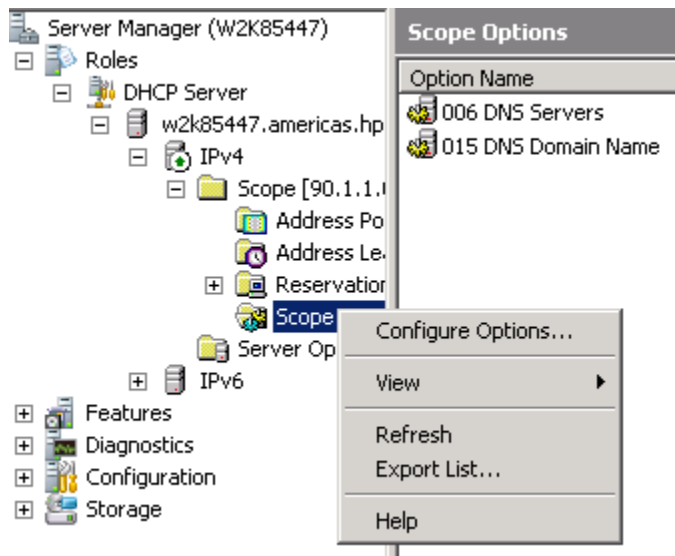 Server Manager (W2K85447)
Roles
DHCP Server
w2k85447.americas.hp
IPv4
Scope [90.1.1.
Address Po
Address Le
Reservation
Scope
Server Op
IPv6
Features
Diagnostics
Configuration
Storage
Scope Options
Option Name
006 DNS Servers
015 DNS Domain Name
Configure Options...
View
Refresh
Export List...
Help